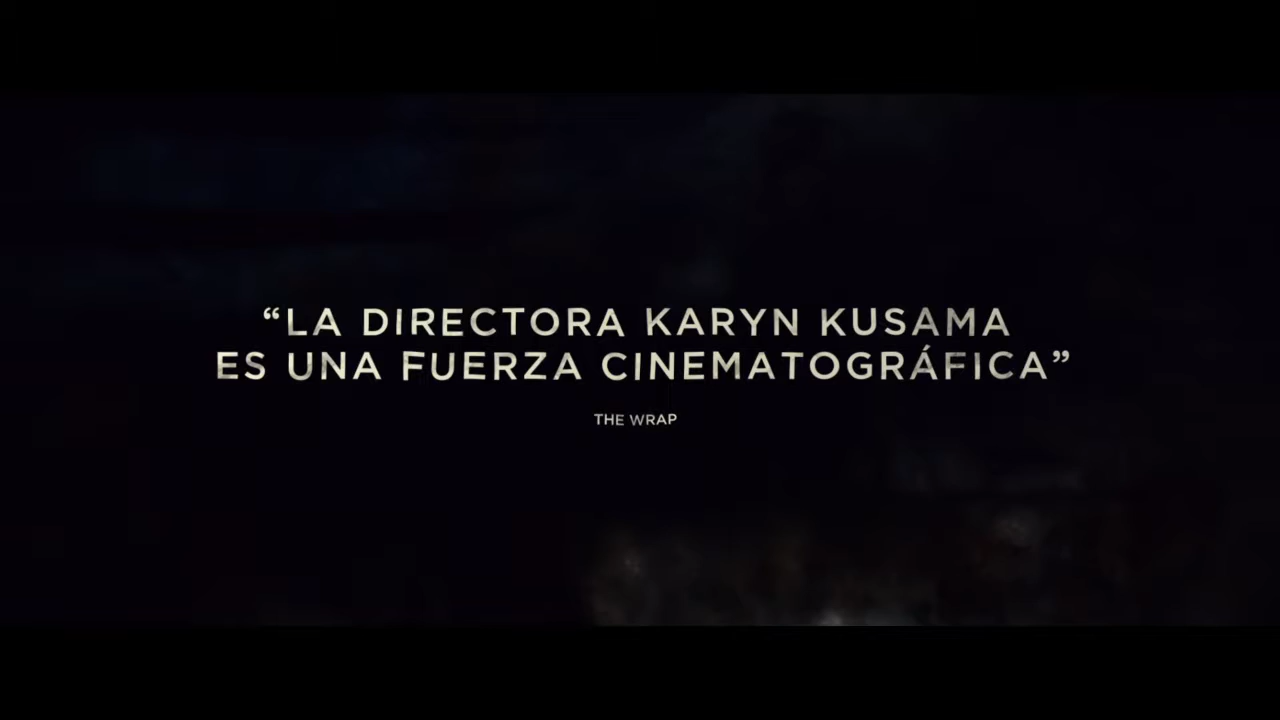 “LA DIRECTORA KARYN KUSAMA
ES UNA FUERZA CINEMATOGRÁFICA”
THE WRAP